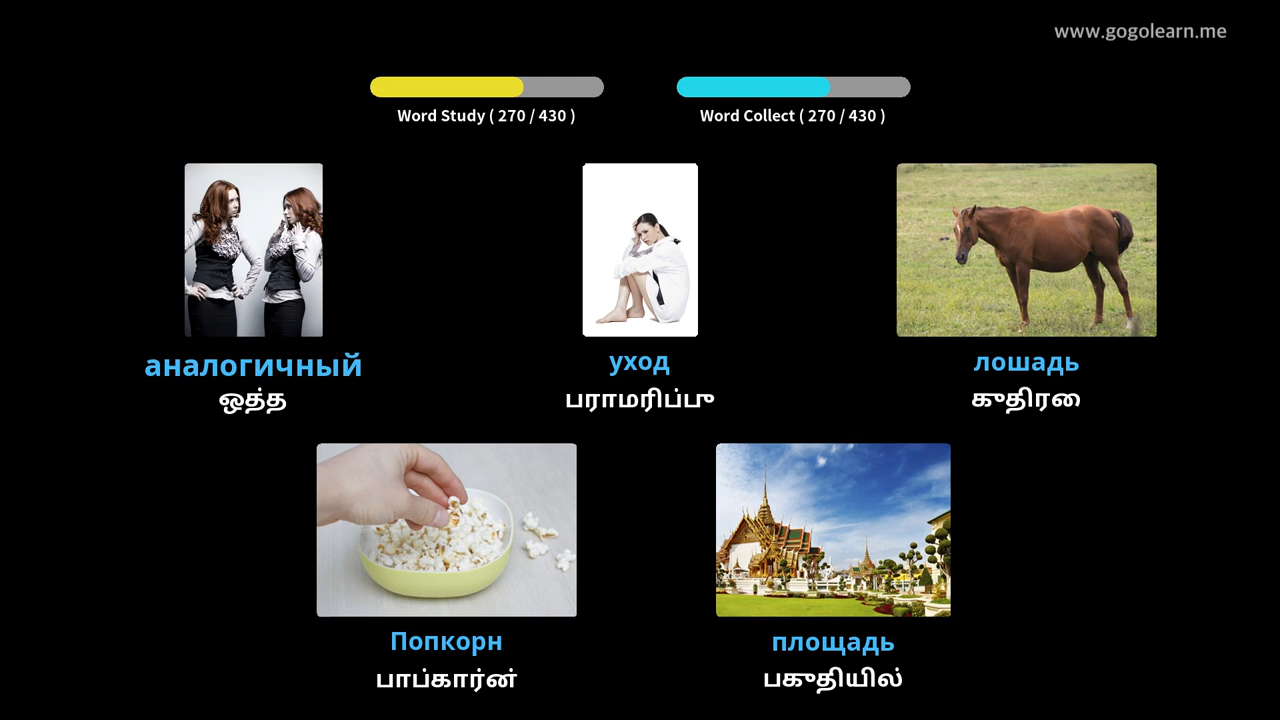 www.gogolearn.me
Word Study ( 270 / 430 )
Word Collect ( 270 / 430 )
аналогичный
ஒத்த
уход
பராமரிப்பு
лошадь
குதிரை
Попкорн
பாப்கார்ன்
площадь
பகுதியில்